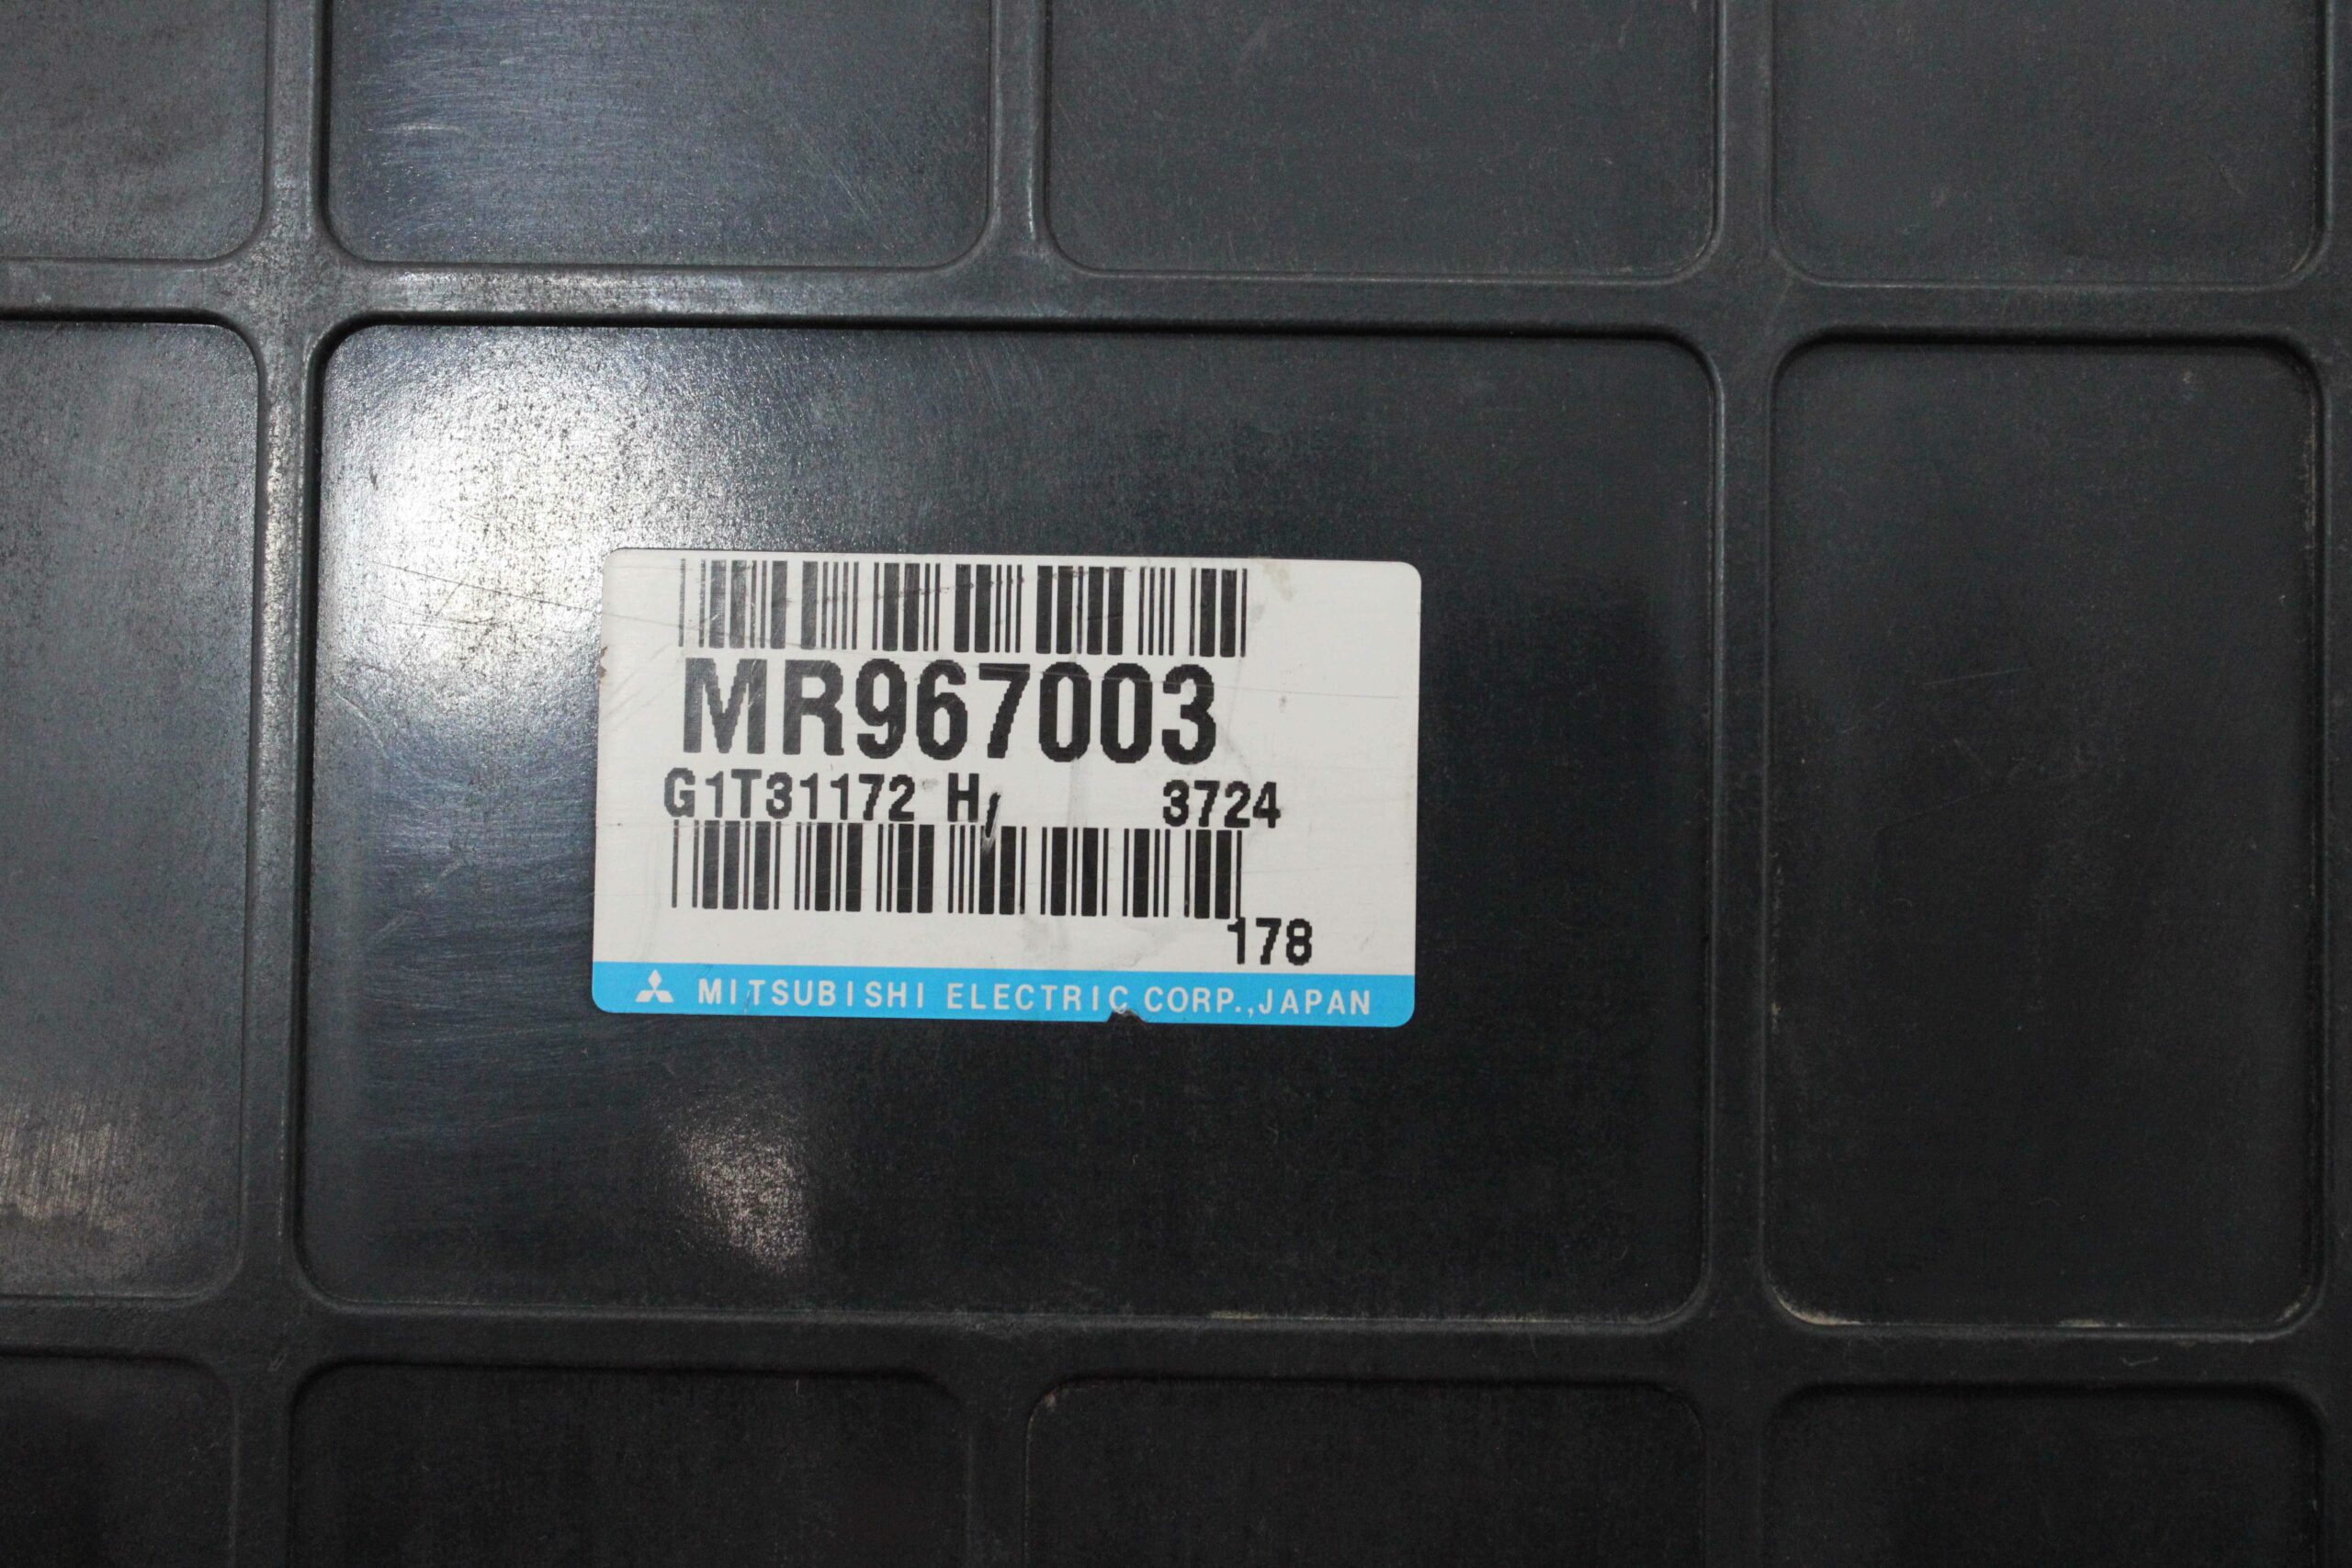 MR967003
G1T31172 H 3724
178
MITSUBISHI ELECTRIC CORP.,JAPAN